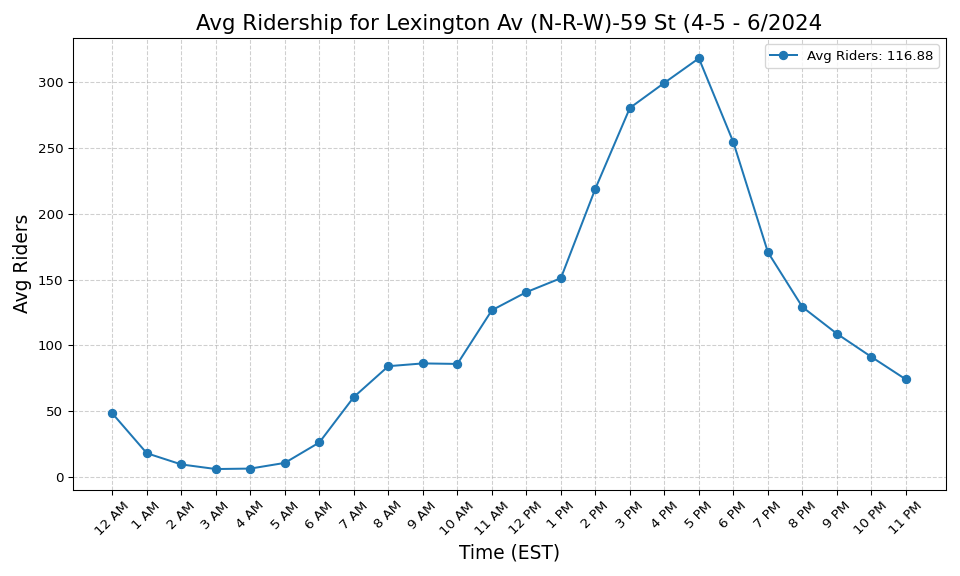 Avg Ridership for Lexington Av (N-R-W)-59 St (4-5 - 6/2024
Avg Riders: 116.88
Avg Riders
300
250
200
150
100
50
0
12 AM
1 AM
2 AM
3 AM
4 AM
5 AM
6 AM
7 AM
8 AM
9 AM
10 AM
11 AM
12 PM
1 PM
2 PM
3 PM
4 PM
5 PM
6 PM
7 PM
8 PM
9 PM
10 PM
11 PM
Time (EST)